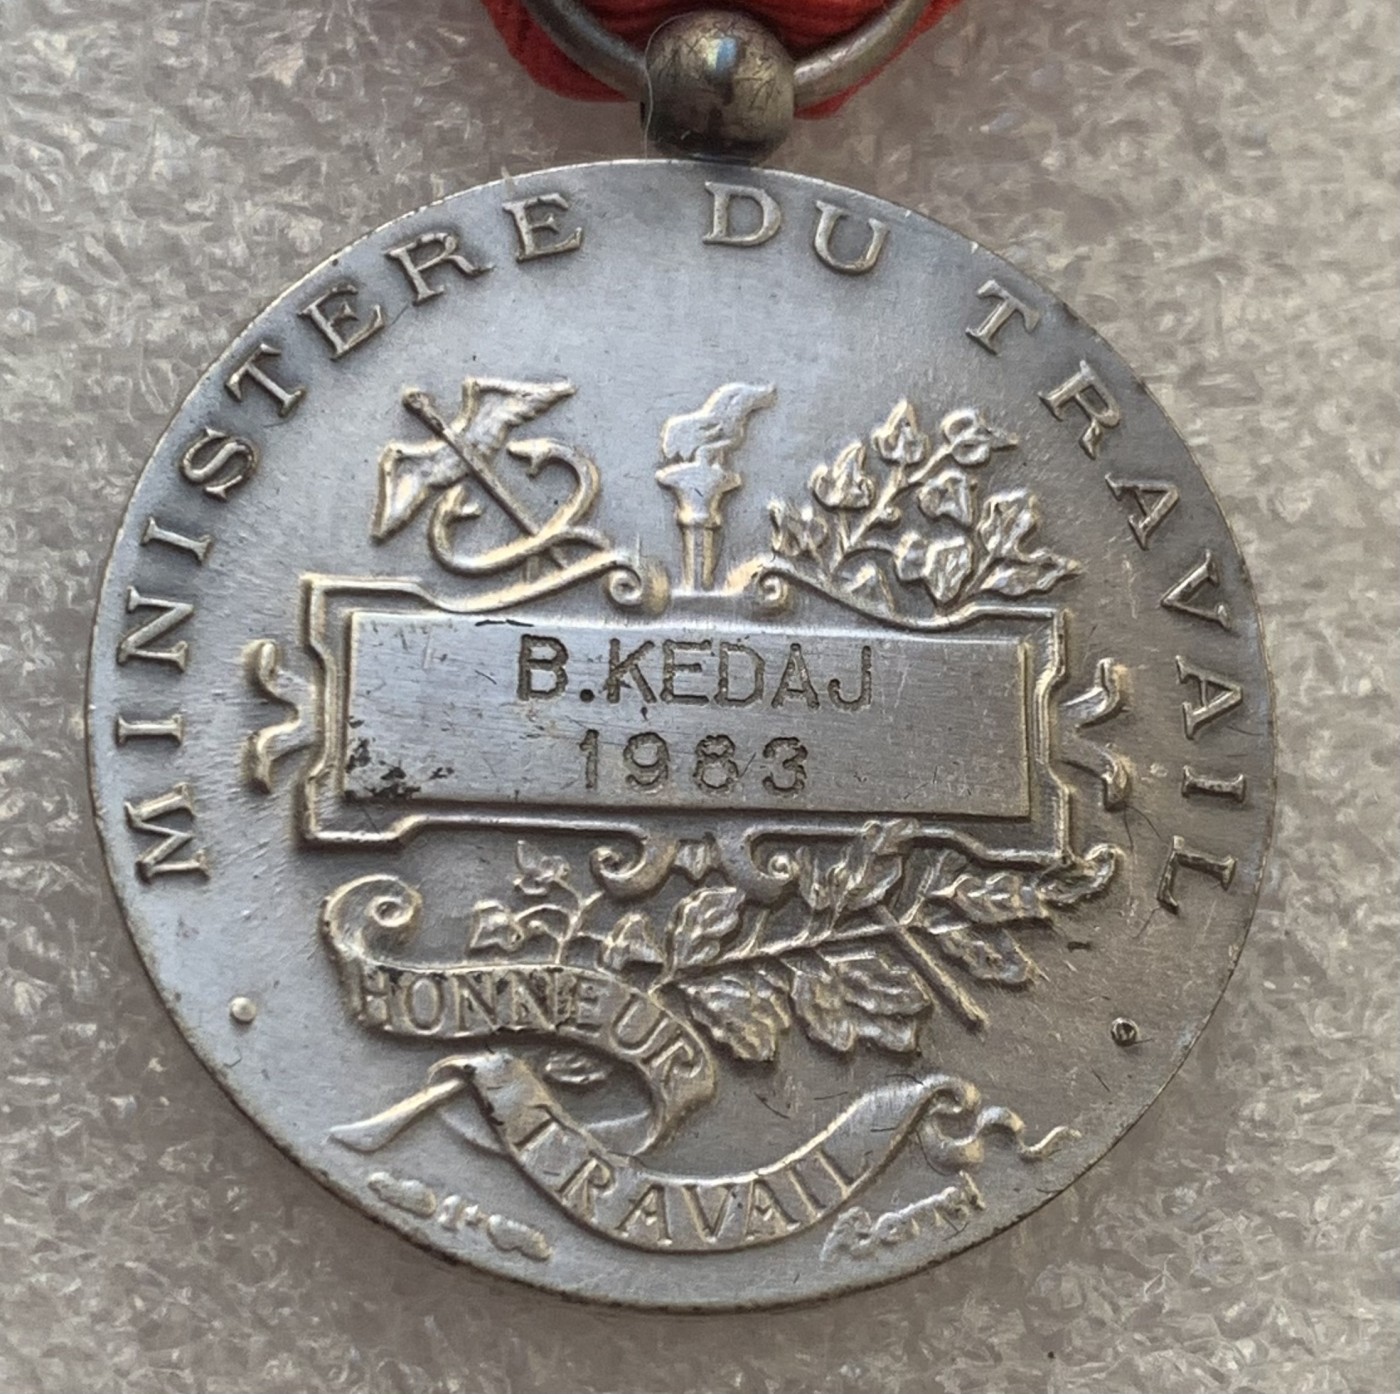 MINISTERE DU TRAVAIL
B.KEDAJ
1983
HONNEUR
TRAVAIL